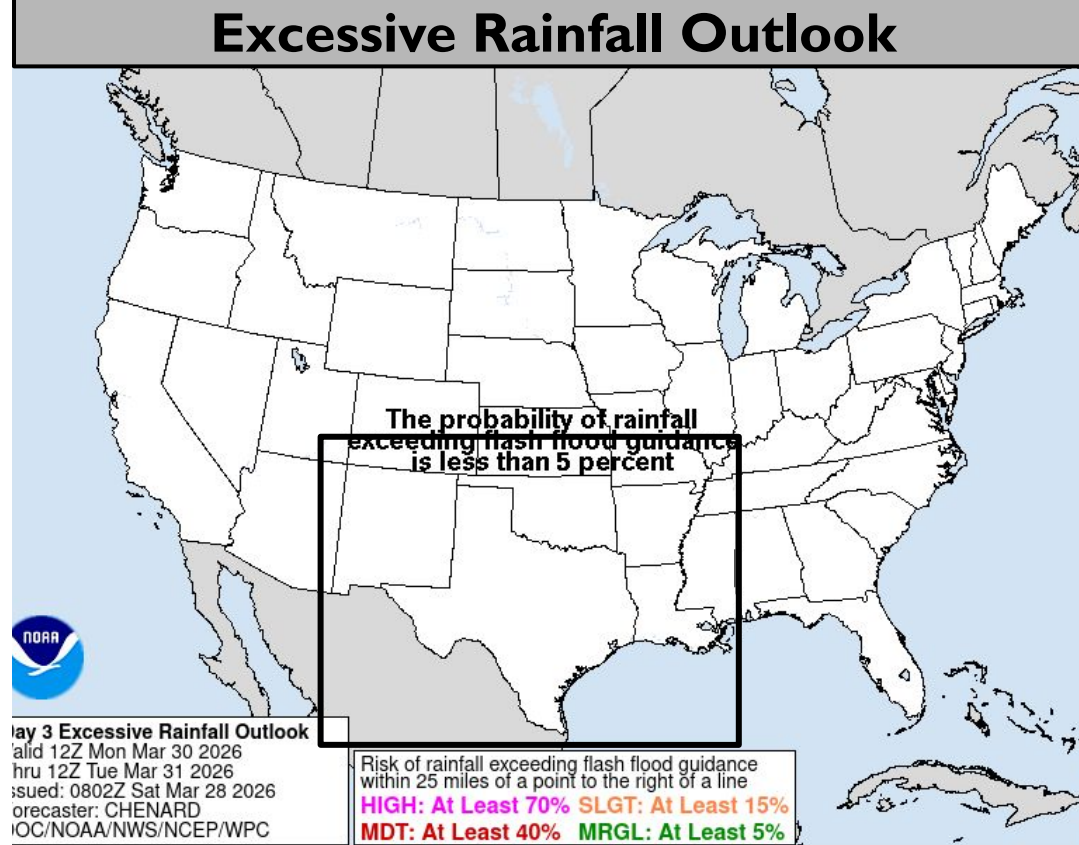 Excessive Rainfall Outlook
The probability of rainfall
exceeding flash flood guidance
is less than 5 percent
NOAA
ay 3 Excessive Rainfall Outlook
alid 12Z Mon Mar 30 2026
hru 12Z Tue Mar 31 2026
ssued: 0802Z Sat Mar 28 2026
orecaster: CHENARD
DOC/NOAA/NWS/NCEP/WPC
Risk of rainfall exceeding flash flood guidance
within 25 miles of a point to the right of a line
HIGH: At Least 70% SLGT: At Least 15%
MDT: At Least 40% MRGL: At Least 5%